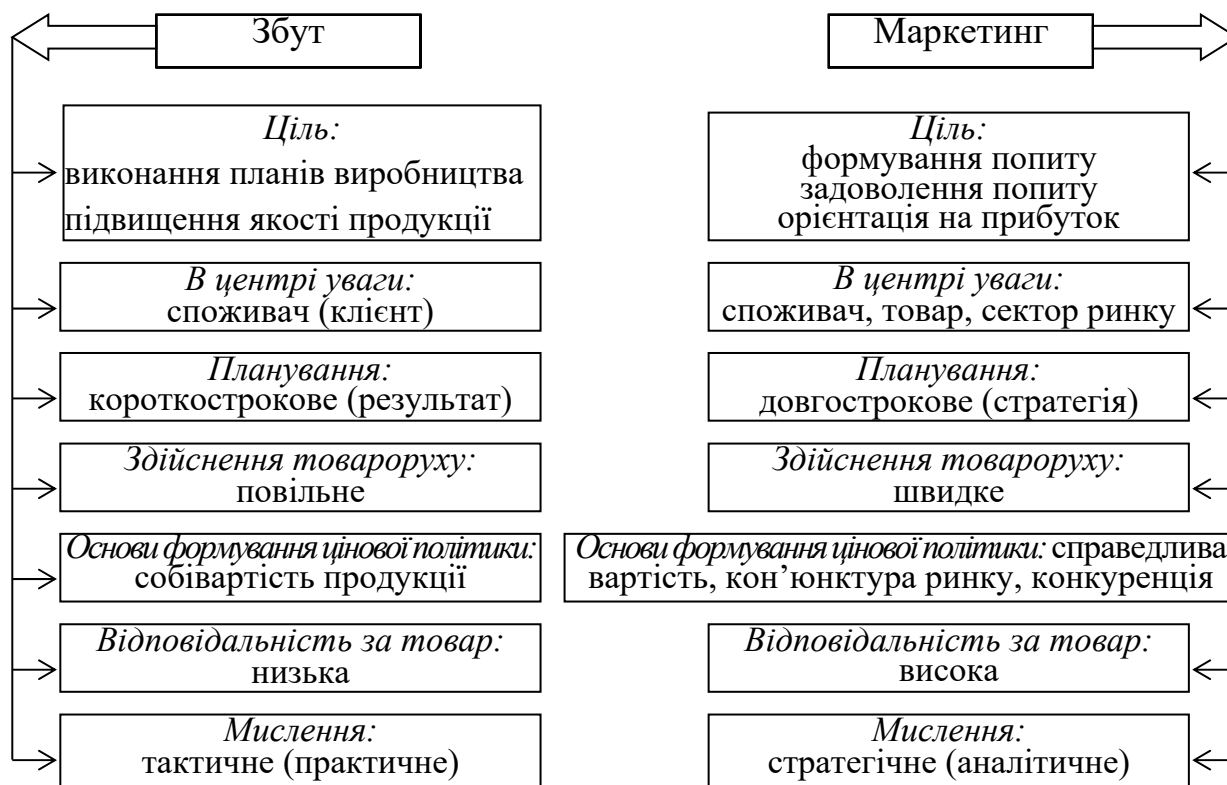 Збут
Маркетинг
Ціль:
виконання планів виробництва
підвищення якості продукції
Ціль:
формування попиту
задоволення попиту
орієнтація на прибуток
В центрі уваги:
споживач (клієнт)
В центрі уваги:
споживач, товар, сектор ринку
Планування:
короткострокове (результат)
Планування:
довгострокове (стратегія)
Здійснення товароруху:
повільне
Здійснення товароруху:
швидке
Основи формування цінової політики:
собівартість продукції
Основи формування цінової політики: справедлива
вартість, кон’юнктура ринку, конкуренція
Відповідальність за товар:
низька
Відповідальність за товар:
висока
Мислення:
тактичне (практичне)
Мислення:
стратегічне (аналітичне)